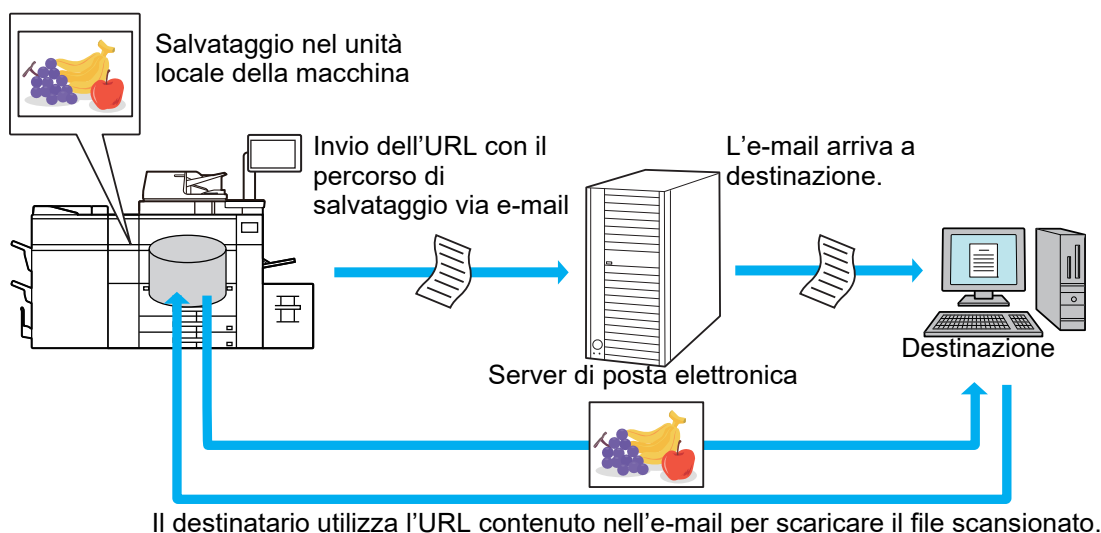 Salvataggio nel unità
locale della macchina
Invio dell’URL con il
percorso di
salvataggio via e-mail
L’e-mail arriva a
destinazione.
Destinazione
Server di posta elettronica
Il destinatario utilizza l’URL contenuto nell’e-mail per scaricare il file scansionato.